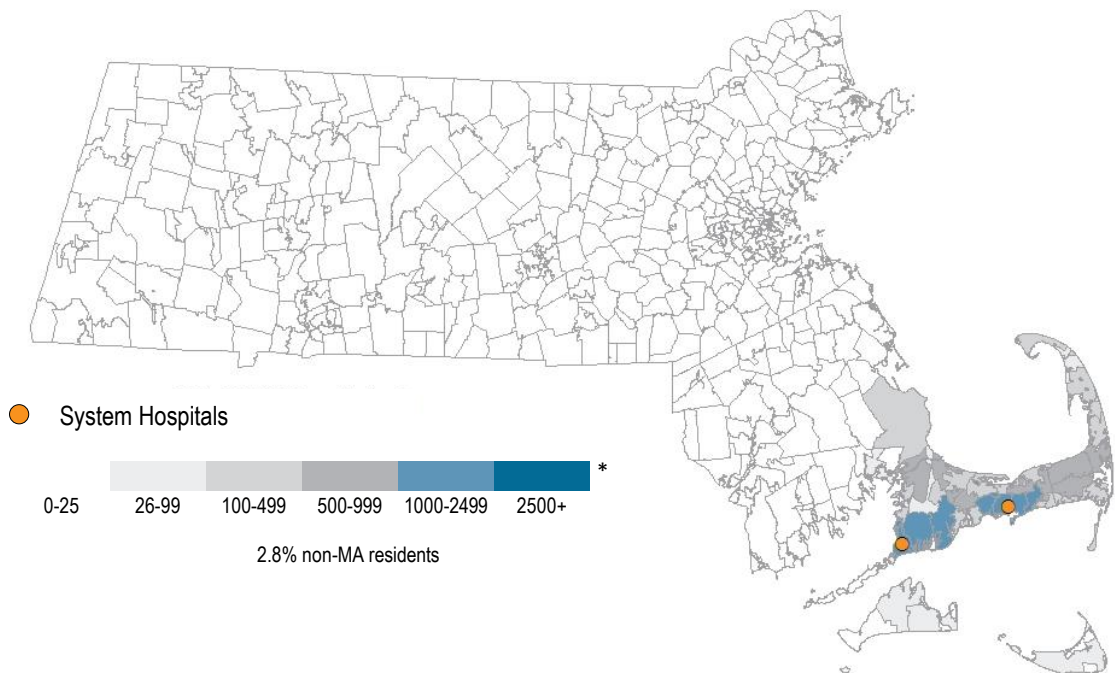 System Hospitals
*
0-25 26-99 100-499 500-999 1000-2499 2500+
2.8% non-MA residents